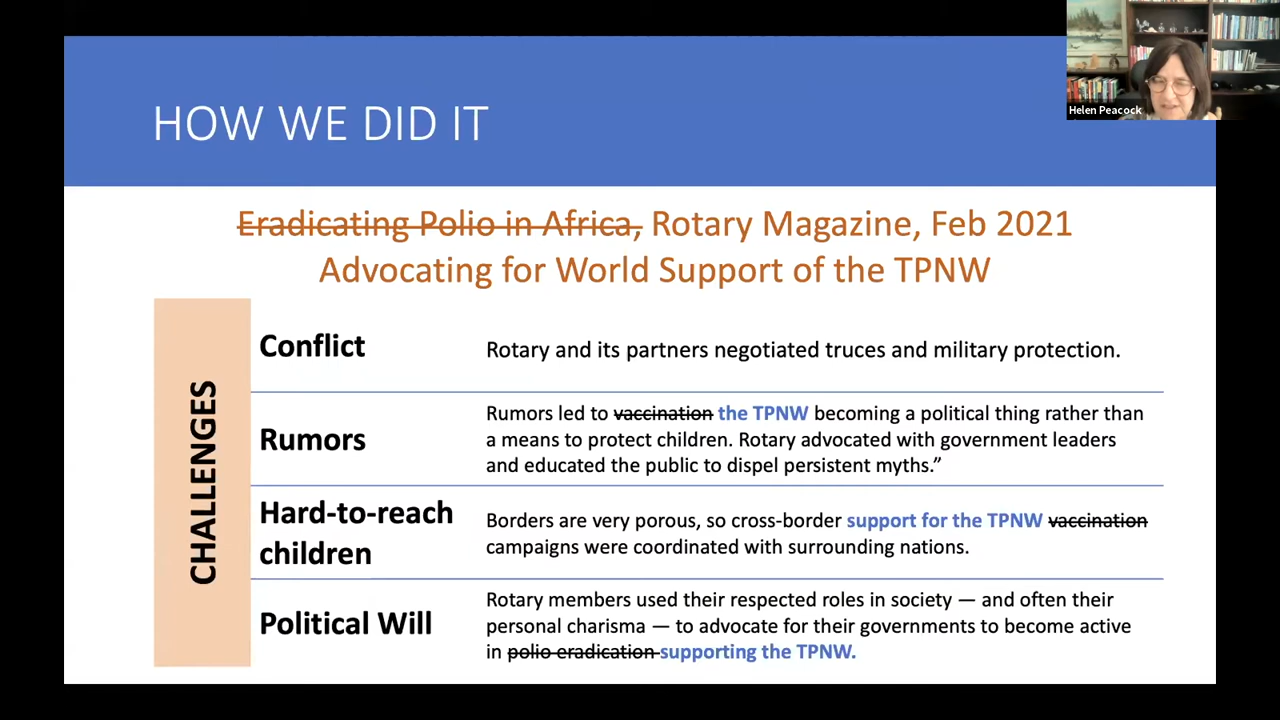 HOW WE DID IT
Helen Peacock
Eradicating Polio in Africa, Rotary Magazine, Feb 2021
Advocating for World Support of the TPNW
CHALLENGES
Conflict
Rotary and its partners negotiated truces and military protection.
Rumors
Rumors led to vaccination the TPNW becoming a political thing rather than
a means to protect children. Rotary advocated with government leaders
and educated the public to dispel persistent myths.”
Hard-to-reach
children
Borders are very porous, so cross-border support for the TPNW vaccination
campaigns were coordinated with surrounding nations.
Political Will
Rotary members used their respected roles in society — and often their
personal charisma — to advocate for their governments to become active
in polio eradication supporting the TPNW.